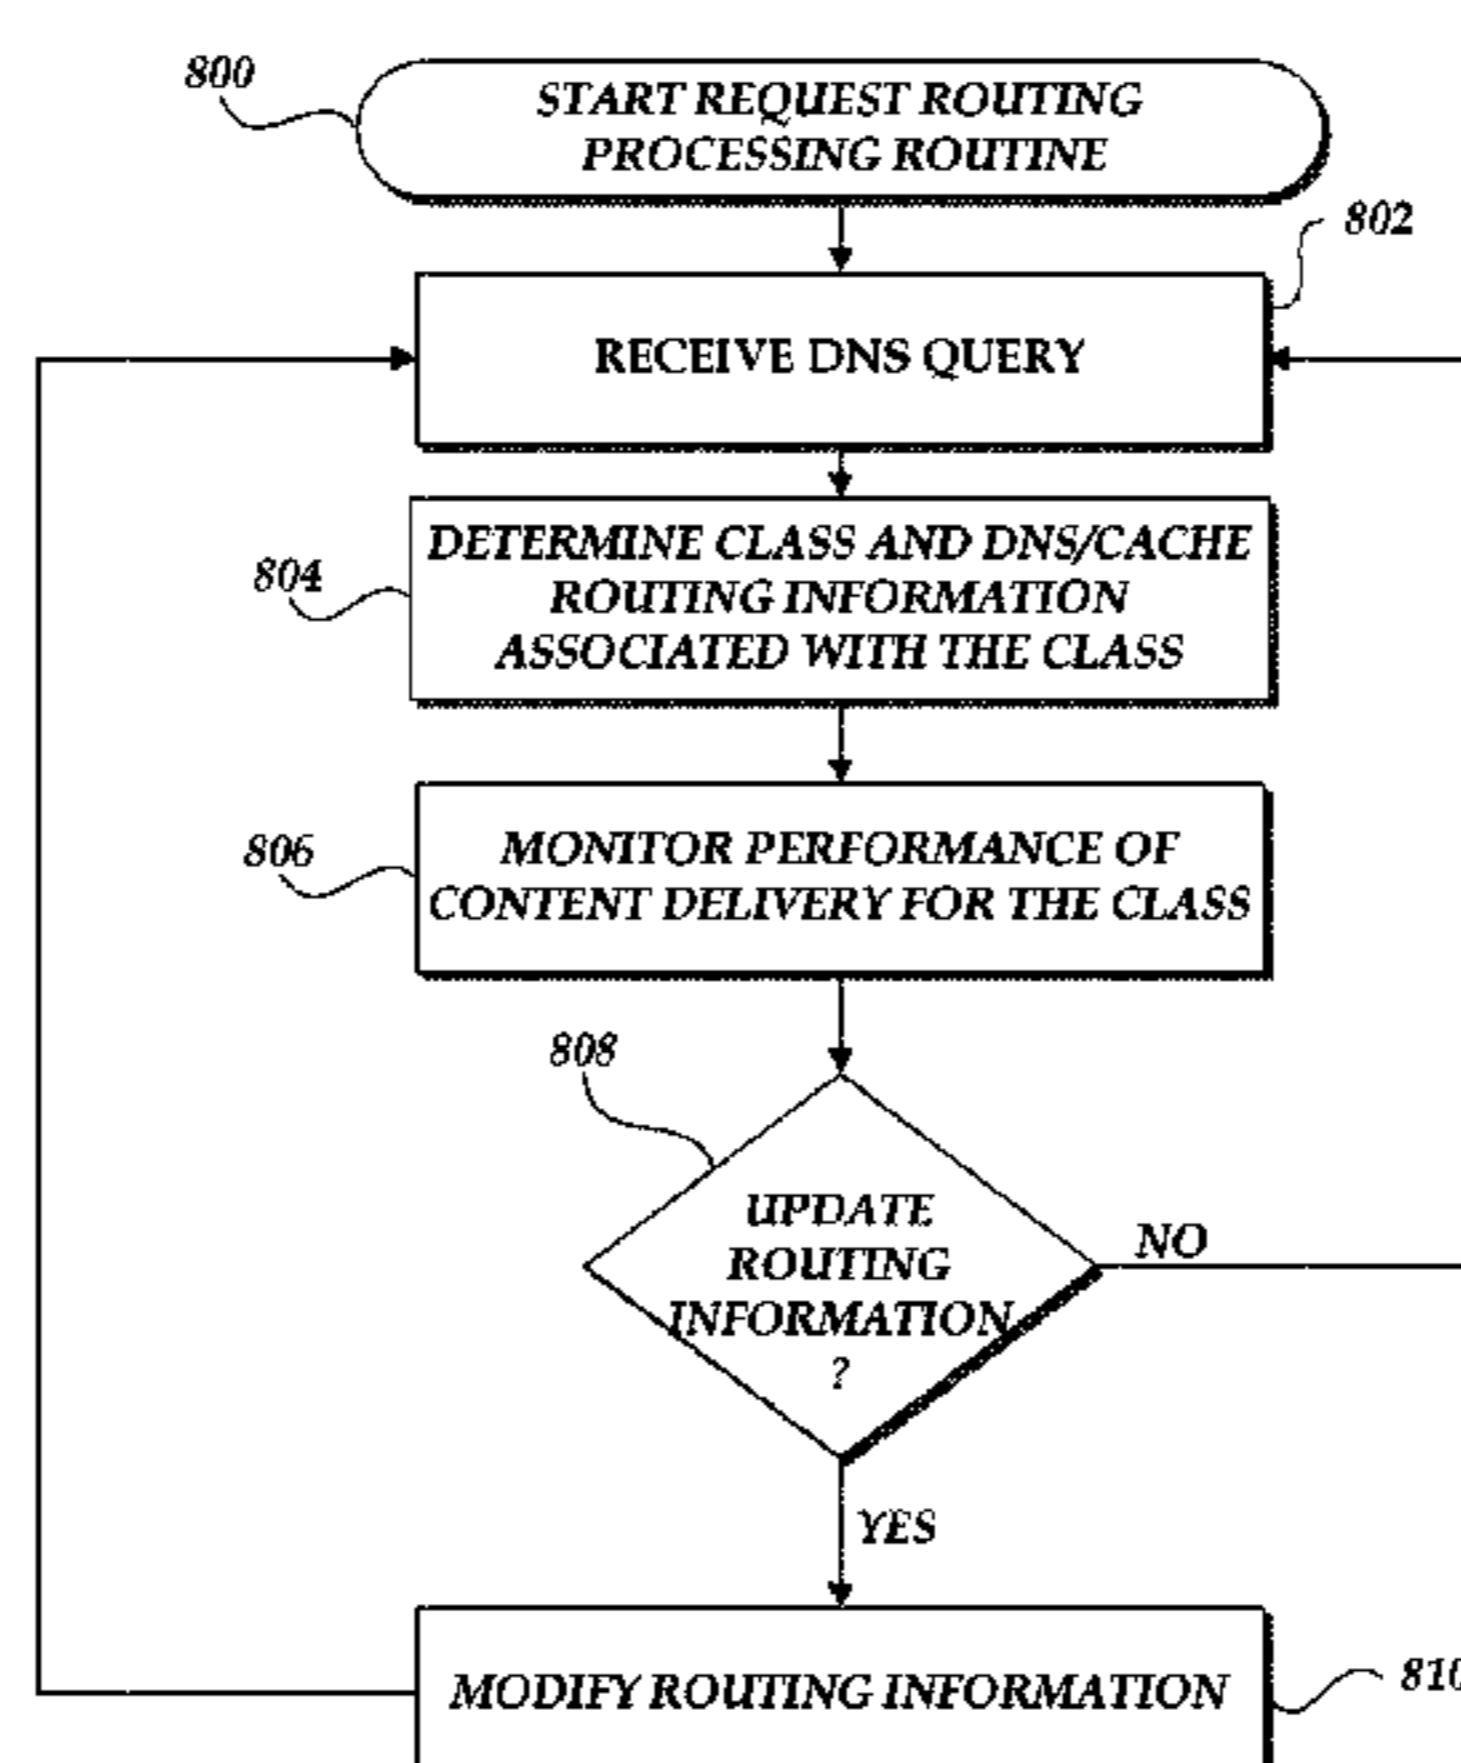 800
START REQUEST ROUTING
PROCESSING ROUTINE
802
RECEIVE DNS QUERY
804
DETERMINE CLASS AND DNS/CACHE
ROUTING INFORMATION
ASSOCIATED WITH THE CLASS
806
MONITOR PERFORMANCE OF
CONTENT DELIVERY FOR THE CLASS
808
UPDATE
ROUTING
INFORMATION
?
NO
YES
MODIFY ROUTING INFORMATION
810